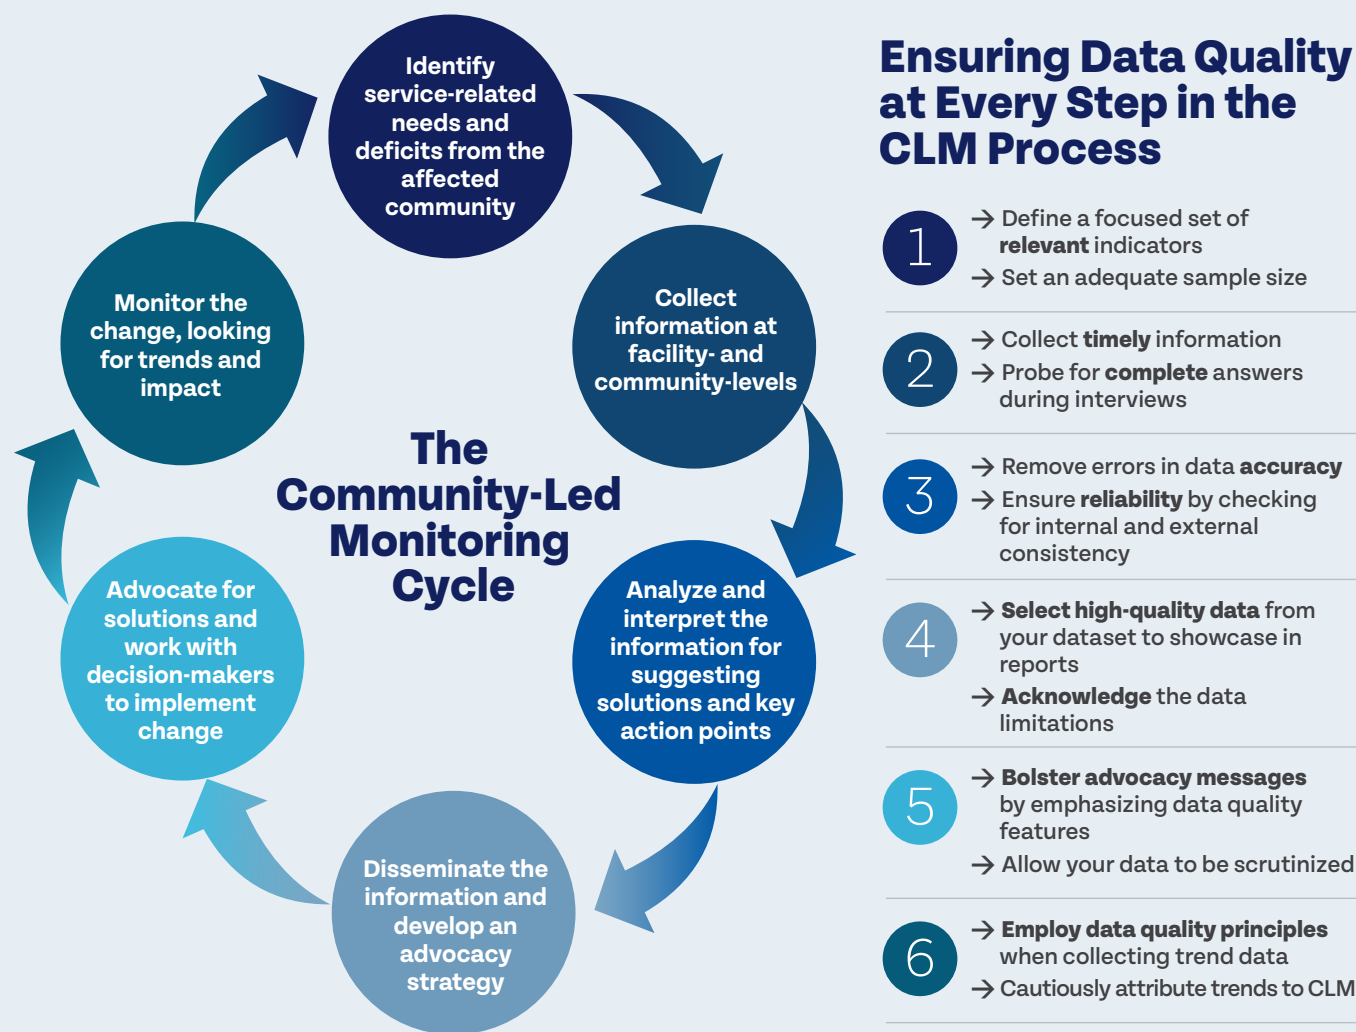 Identify
service-related
needs and
deficits from the
affected
community
Collect
information at
facility- and
community-levels
Analyze and
interpret the
information for
suggesting
solutions and key
action points
Disseminate the
information and
develop an
advocacy
strategy
Advocate for
solutions and
work with
decision-makers
to implement
change
Monitor the
change, looking
for trends and
impact
The
Community-Led
Monitoring
Cycle
Ensuring Data Quality
at Every Step in the
CLM Process
1
→ Define a focused set of
relevant indicators
→ Set an adequate sample size
2
→ Collect timely information
→ Probe for complete answers
during interviews
3
→ Remove errors in data accuracy
→ Ensure reliability by checking
for internal and external
consistency
4
→ Select high-quality data from
your dataset to showcase in
reports
→ Acknowledge the data
limitations
5
→ Bolster advocacy messages
by emphasizing data quality
features
→ Allow your data to be scrutinized
6
→ Employ data quality principles
when collecting trend data
→ Cautiously attribute trends to CLM